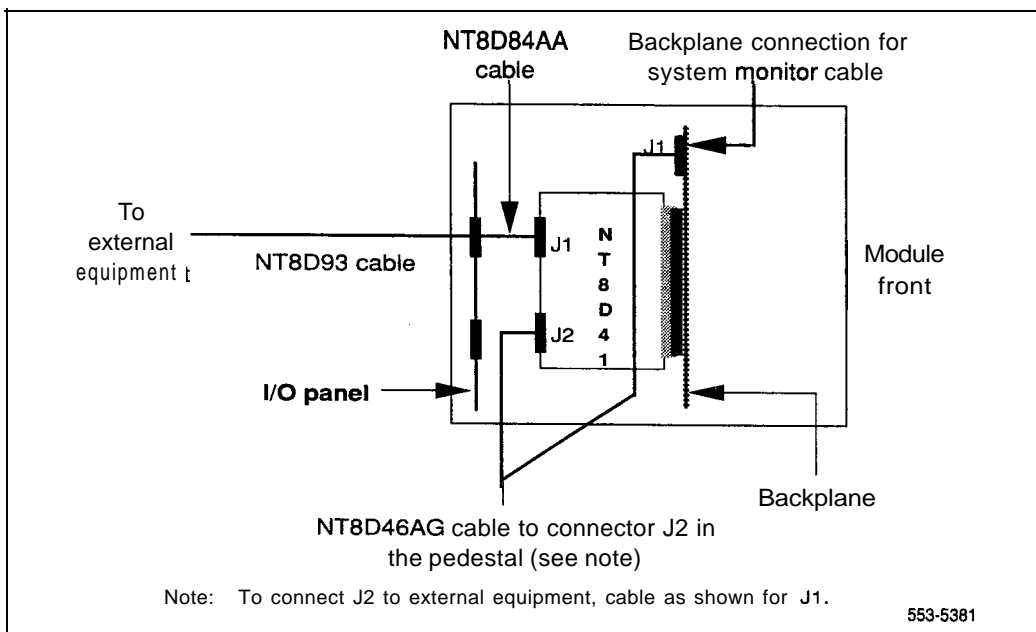 NT8D84AA
cable
Backplane connection for
system monitor cable
J1
To
external
equipment
NT8D93 cable
J1
N
T
8
D
4
1
J2
Module
front
I/O panel
Backplane
NT8D46AG cable to connector J2 in
the pedestal (see note)
Note: To connect J2 to external equipment, cable as shown for J1.
553-5381